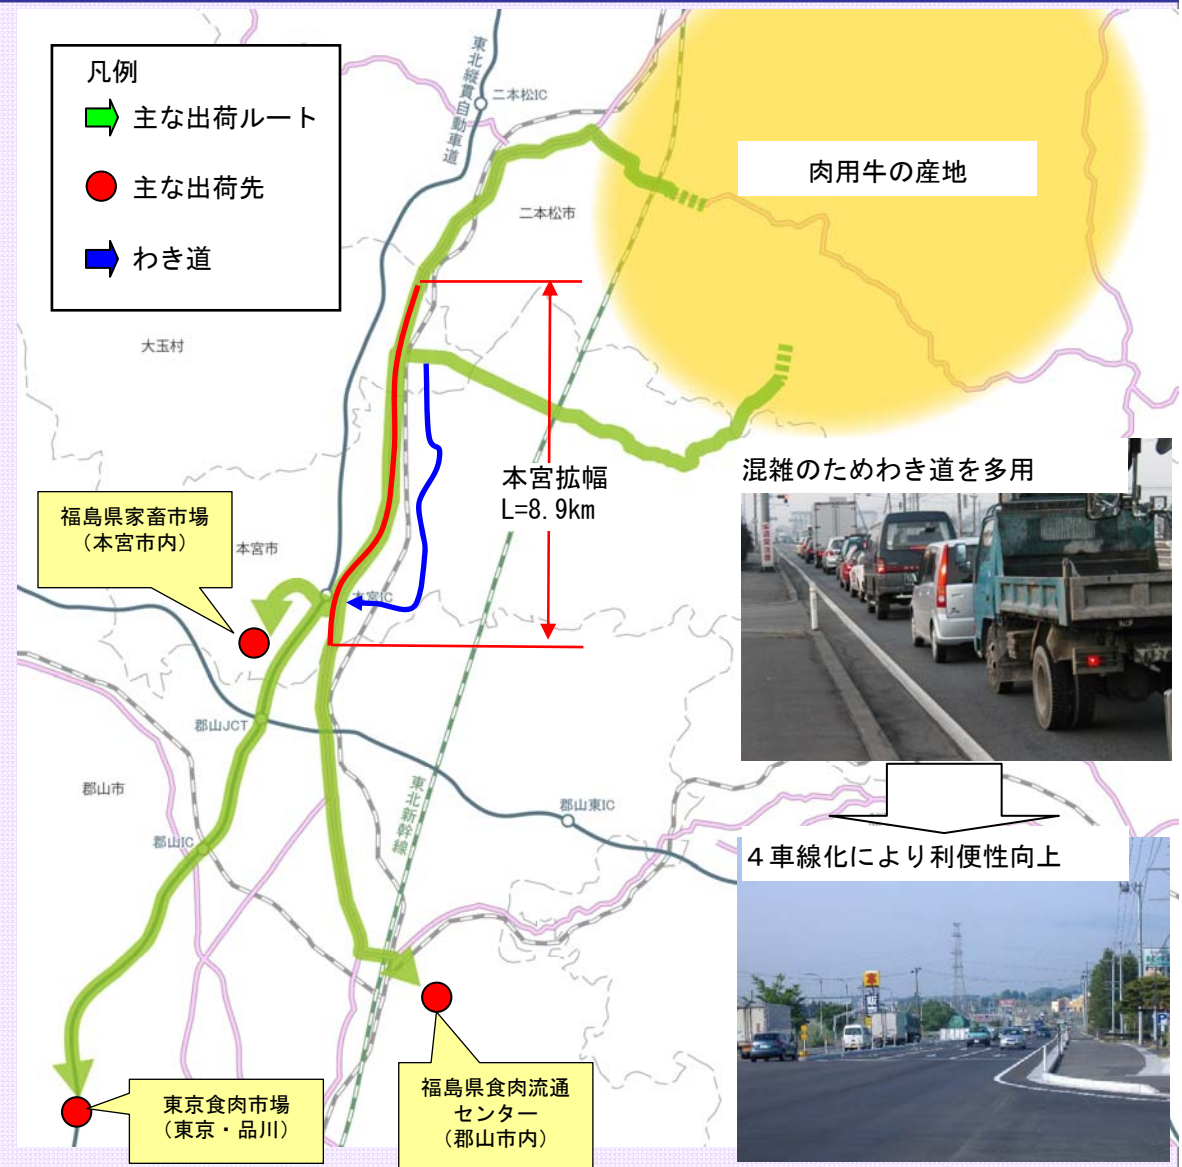 凡例
主な出荷ルート
主な出荷先
わき道
東北縦貫自動車道
二本松IC
肉用牛の産地
二本松市
大玉村
本宮拡幅
L=8.9km
混雑のためわき道を多用
福島県家畜市場
（本宮市内）
本宮市
本宮IC
郡山JCT
郡山市
東北新幹線
郡山東IC
郡山IC
４車線化により利便性向上
東京食肉市場
（東京・品川）
福島県食肉流通
センター
（郡山市内）